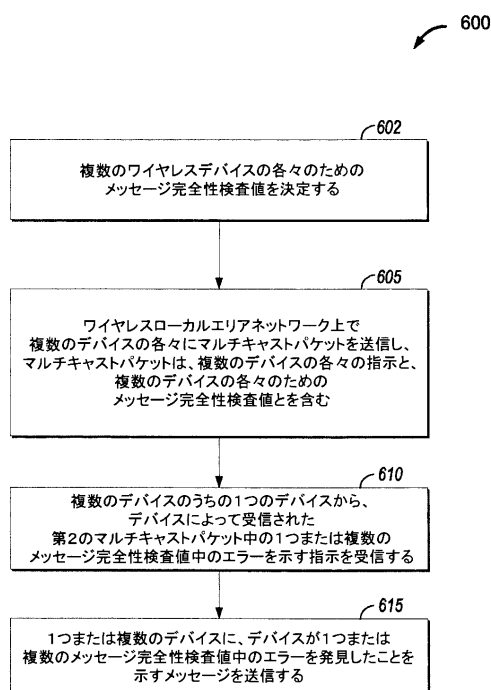 600
602
複数のワイヤレスデバイスの各々のための
メッセージ完全性検査値を決定する
605
ワイヤレスローカルエリアネットワーク上で
複数のデバイスの各々にマルチキャストパケットを送信し、
マルチキャストパケットは、複数のデバイスの各々の指示と、
複数のデバイスの各々のための
メッセージ完全性検査値とを含む
610
複数のデバイスのうちの1つのデバイスから、
デバイスによって受信された
第2のマルチキャストパケット中の1つまたは複数の
メッセージ完全性検査値中のエラーを示す指示を受信する
615
1つまたは複数のデバイスに、デバイスが1つまたは
複数のメッセージ完全性検査値中のエラーを発見したことを
示すメッセージを送信する